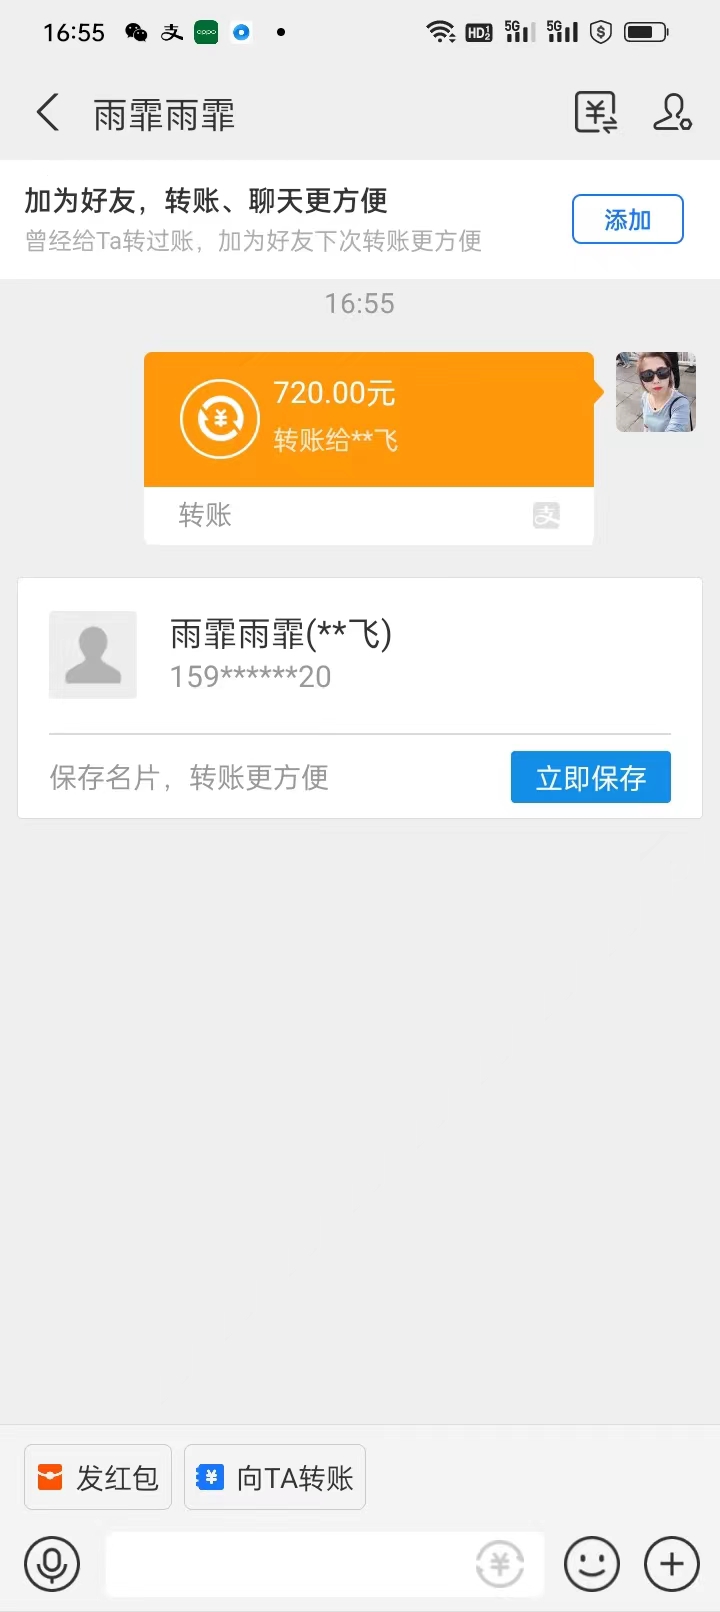 16:55
HD
5G
5G
雨霏雨霏
加为好友，转账、聊天更方便
曾经给Ta转过账，加为好友下次转账更方便
添加
16:55
720.00元
转账给**飞
转账
支
雨霏雨霏(**飞)
159******20
保存名片，转账更方便
立即保存
发红包
向TA转账